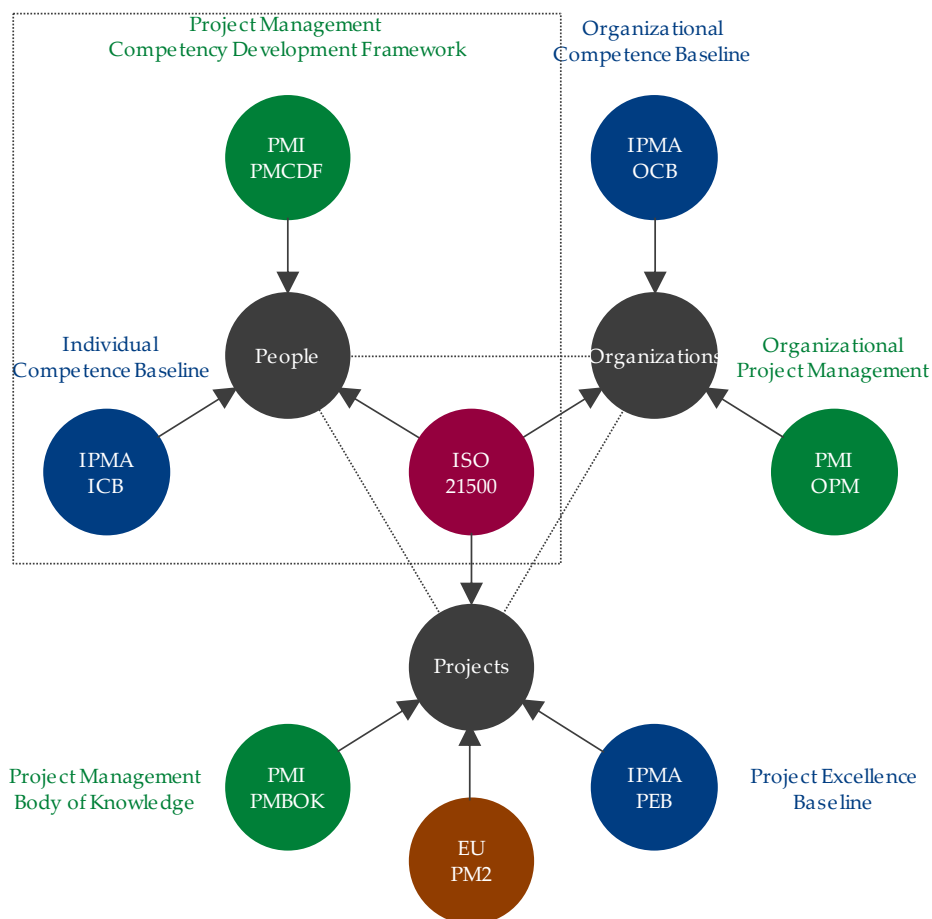 Project Management
Competency Development Framework
Organizational
Competence Baseline
PMI
PMCDF
IPMA
OCB
People
Organizations
Individual
Competence Baseline
Organizational
Project Management
IPMA
ICB
ISO
21500
PMI
OPM
Projects
Project Management
Body of Knowledge
PMI
PMBOK
IPMA
PEB
Project Excellence
Baseline
EU
PM2